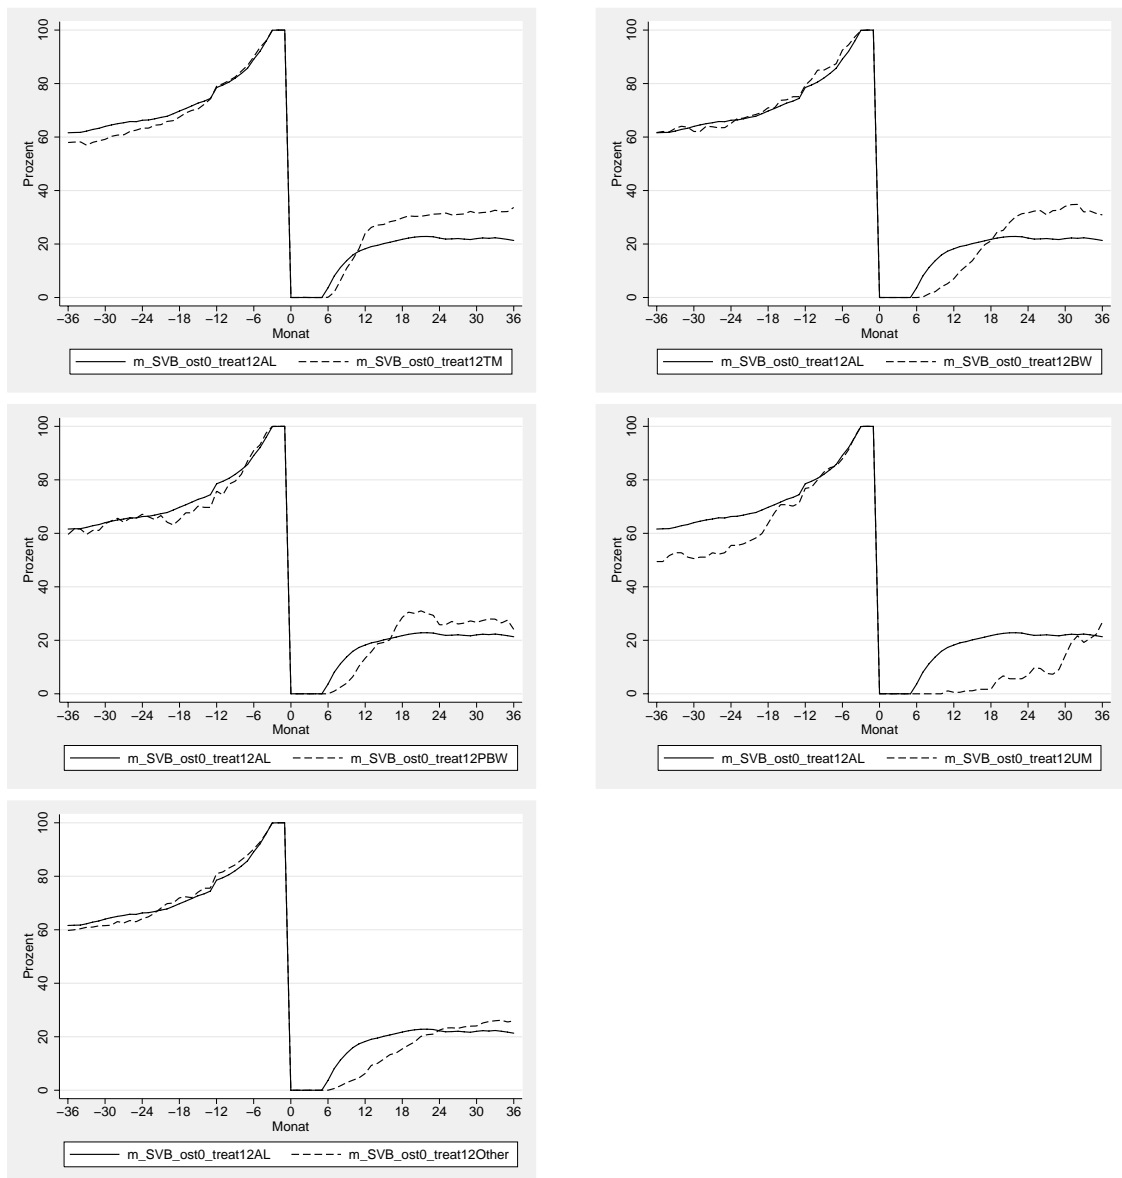 100
80
60
40
20
0
Prozent
−36 −30 −24 −18 −12 −6 0 6 12 18 24 30 36
Monat
m_SVB_ost0_treat12AL m_SVB_ost0_treat12TM
100
80
60
40
20
0
Prozent
−36 −30 −24 −18 −12 −6 0 6 12 18 24 30 36
Monat
m_SVB_ost0_treat12AL m_SVB_ost0_treat12BW
100
80
60
40
20
0
Prozent
−36 −30 −24 −18 −12 −6 0 6 12 18 24 30 36
Monat
m_SVB_ost0_treat12AL m_SVB_ost0_treat12PBW
100
80
60
40
20
0
Prozent
−36 −30 −24 −18 −12 −6 0 6 12 18 24 30 36
Monat
m_SVB_ost0_treat12AL m_SVB_ost0_treat12UM
100
80
60
40
20
0
Prozent
−36 −30 −24 −18 −12 −6 0 6 12 18 24 30 36
Monat
m_SVB_ost0_treat12AL m_SVB_ost0_treat12Other